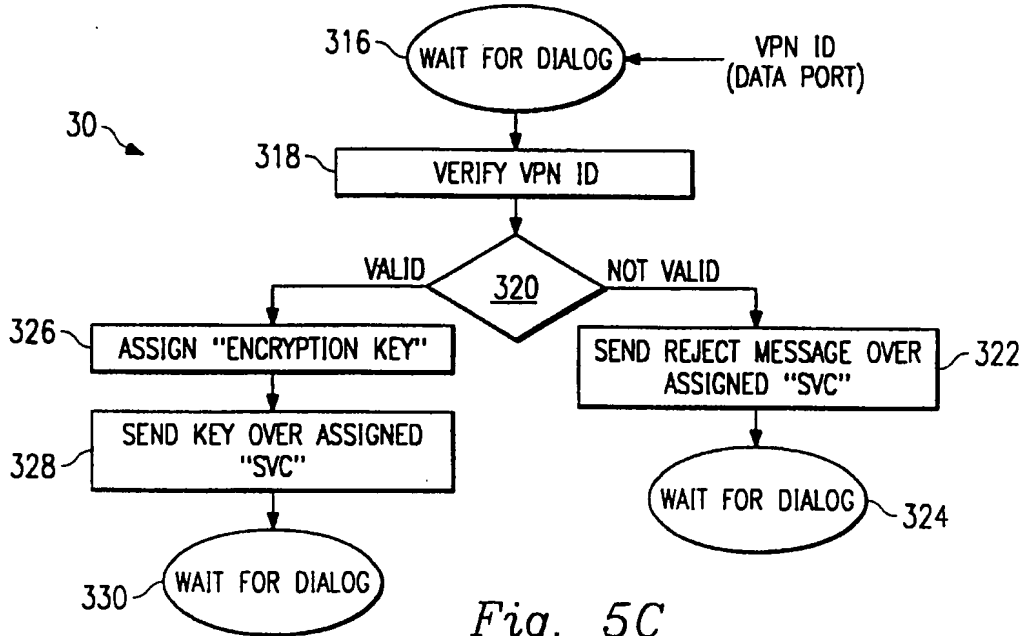 316
WAIT FOR DIALOG
VPN ID
(DATA PORT)
30
318
VERIFY VPN ID
VALID
320
NOT VALID
326
ASSIGN "ENCRYPTION KEY"
SEND REJECT MESSAGE OVER
ASSIGNED "SVC"
322
328
SEND KEY OVER ASSIGNED
"SVC"
WAIT FOR DIALOG
324
330
WAIT FOR DIALOG
Fig. 5C